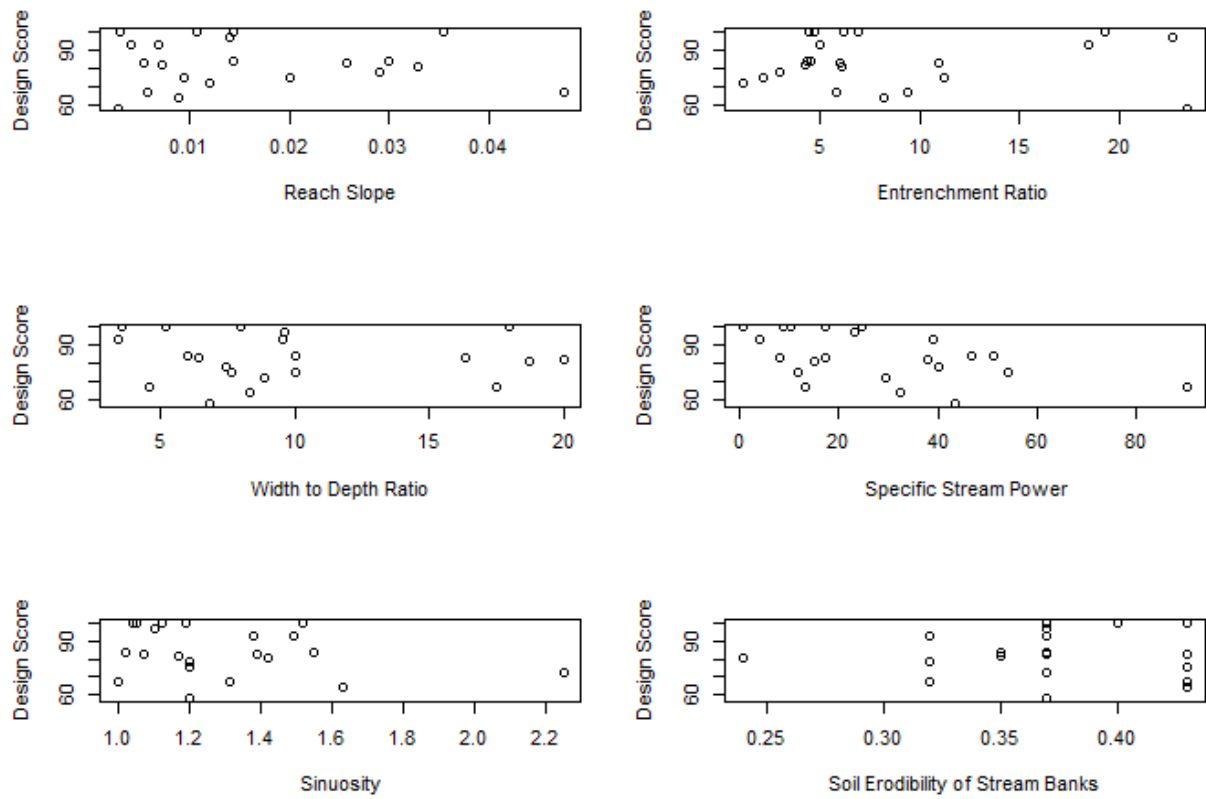 Design Score
60 90
0.01 0.02 0.03 0.04
Reach Slope
Design Score
60 90
5 10 15 20
Entrenchment Ratio
Design Score
60 90
5 10 15 20
Width to Depth Ratio
Design Score
60 90
0 20 40 60 80
Specific Stream Power
Design Score
60 90
1.0 1.2 1.4 1.6 1.8 2.0 2.2
Sinuosity
Design Score
60 90
0.25 0.30 0.35 0.40
Soil Erodibility of Stream Banks